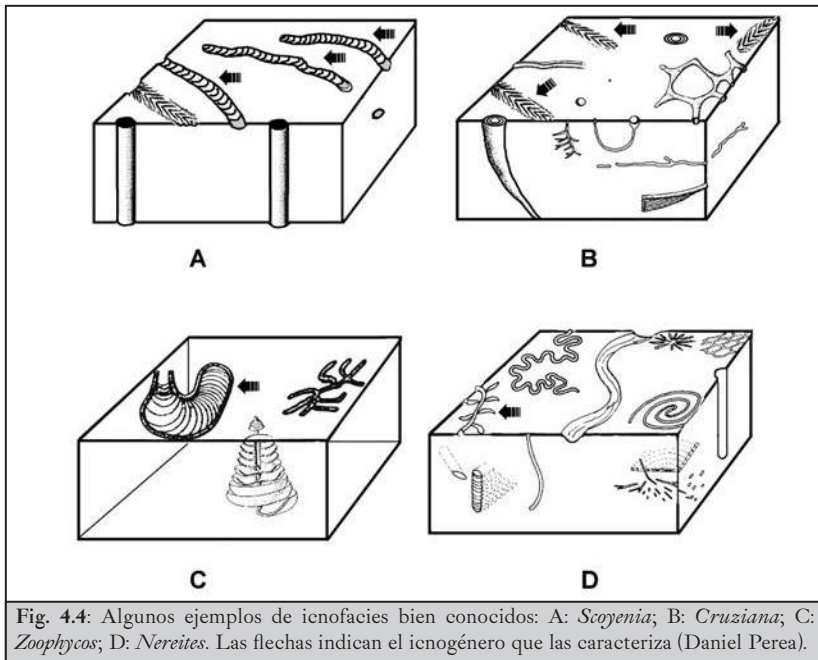 A
B
C
D
Fig. 4.4: Algunos ejemplos de icnofacies bien conocidos: A: Scoyenia; B: Cruziana; C:
Zoophycos; D: Nereites. Las flechas indican el icnogénero que las caracteriza (Daniel Perea).